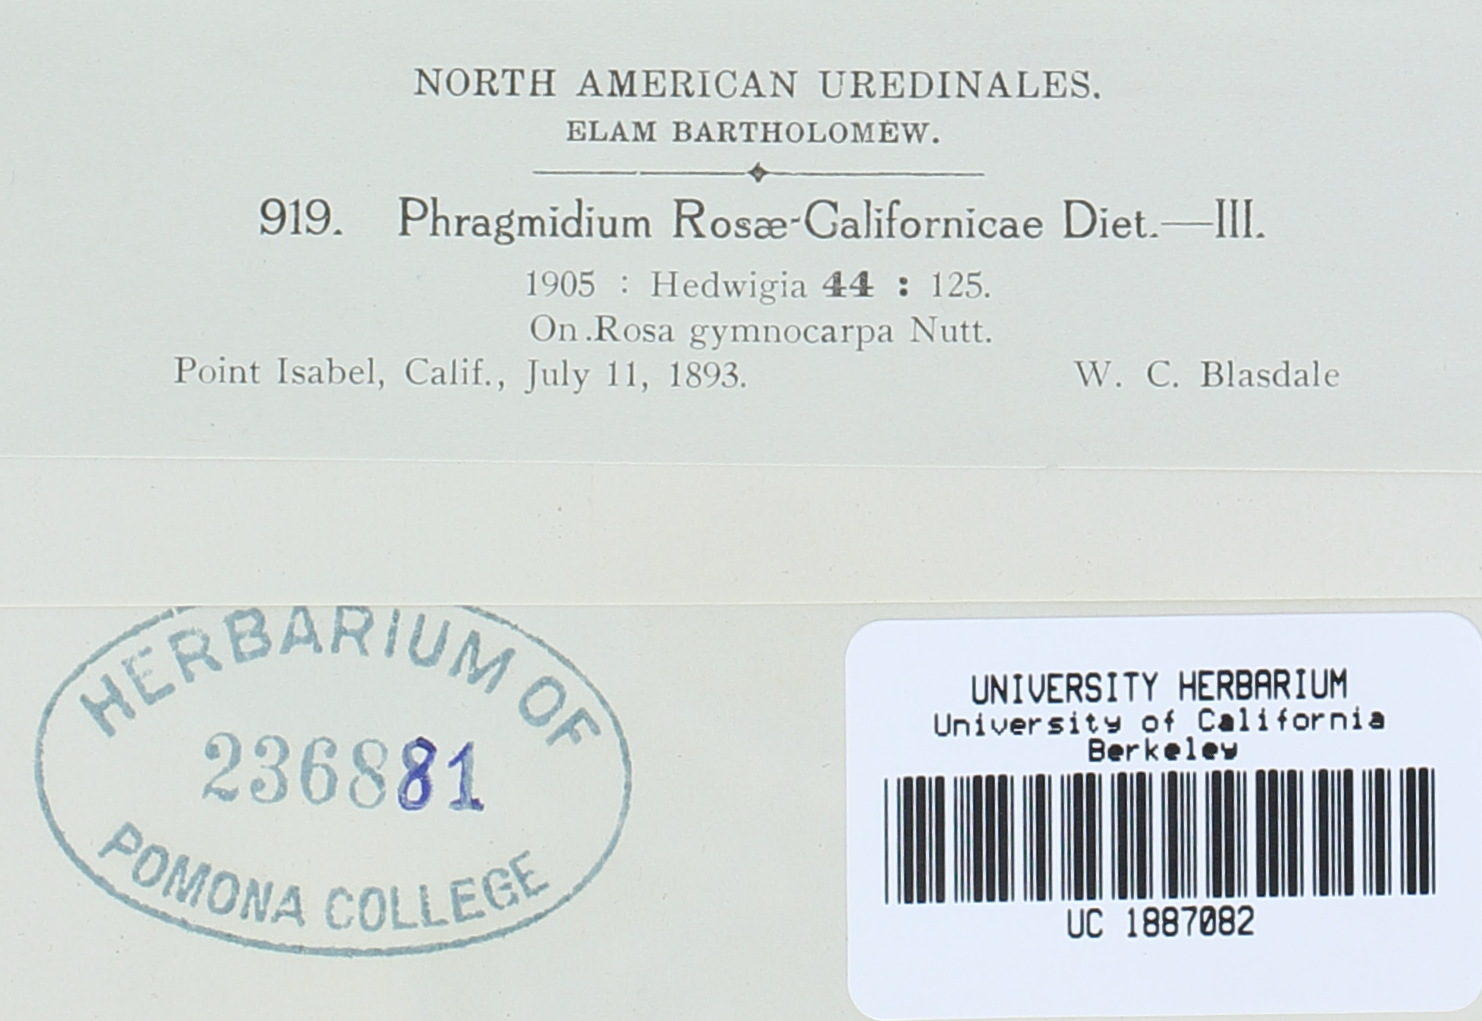 NORTH AMERICAN UREDINALES.
ELAM BARTHOLOMEW.
919. Phragmidium Rosæ-Californicae Diet.—III.
1905 : Hedwigia 44 : 125.
On .Rosa gymnocarpa Nutt.
Point Isabel, Calif., July 11, 1893. W. C. Blasdale
HERBARIUM OF
236881
POMONA COLLEGE
UNIVERSITY HERBARIUM
University of California
Berkeley
UC 1887082